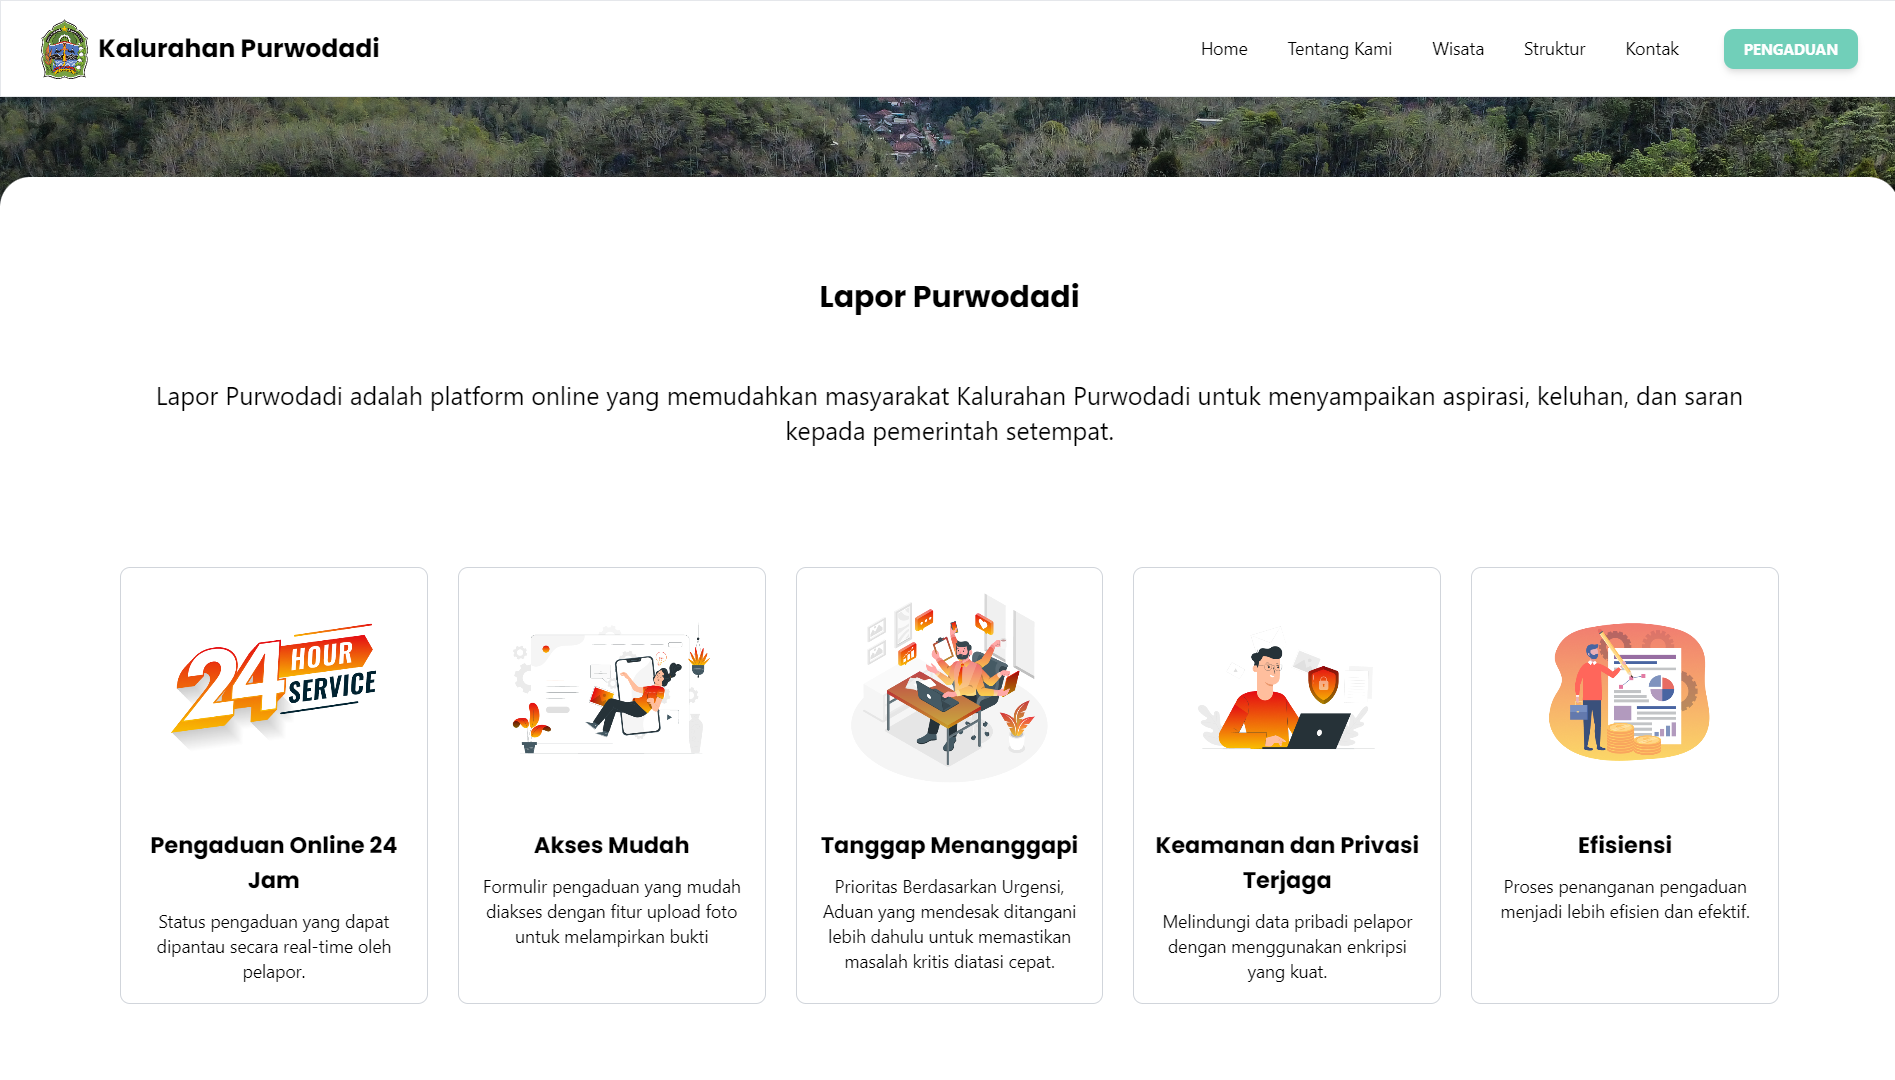 Kalurahan Purwodadi
Home
Tentang Kami
Wisata
Struktur
Kontak
PENGADUAN
Lapor Purwodadi
Lapor Purwodadi adalah platform online yang memudahkan masyarakat Kalurahan Purwodadi untuk menyampaikan aspirasi, keluhan, dan saran
kepada pemerintah setempat.
24 HOUR
SERVICE
Pengaduan Online 24
Jam
Status pengaduan yang dapat
dipantau secara real-time oleh
pelapor.
Akses Mudah
Formulir pengaduan yang mudah
diakses dengan fitur upload foto
untuk melampirkan bukti
Tanggap Menanggapi
Prioritas Berdasarkan Urgensi,
Aduan yang mendesak ditangani
lebih dahulu untuk memastikan
masalah kritis diatasi cepat.
Keamanan dan Privasi
Terjaga
Melindungi data pribadi pelapor
dengan menggunakan enkripsi
yang kuat.
Efisiensi
Proses penanganan pengaduan
menjadi lebih efisien dan efektif.